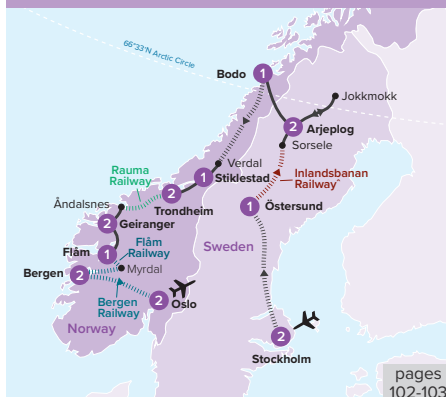 66°33'N Arctic Circle
Bodo
1
Jokkmokk
2
Arjeplog
Sorsele
Verdal
1
Stiklestad
Rauma
Railway
Inlandsbanan
Railway^
Åndalsnes
2
Trondheim
2
Geiranger
1
Östersund
Flåm
1
Flåm
Railway
Sweden
Bergen
2
Myrdal
Bergen
Railway
2
Oslo
Norway
2
Stockholm
pages
102-103